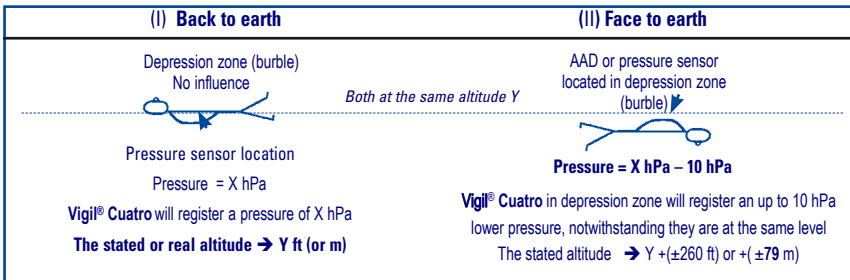 (I) Back to earth
Depression zone (burble)
No influence
Pressure sensor location
Pressure = X hPa
Vigil® Cuatro will register a pressure of X hPa
The stated or real altitude ➔ Y ft (or m)
Both at the same altitude Y
(II) Face to earth
AAD or pressure sensor
located in depression zone
(burble)
Pressure = X hPa – 10 hPa
Vigil® Cuatro in depression zone will register an up to 10 hPa
lower pressure, notwithstanding they are at the same level
The stated altitude ➔ Y +(±260 ft) or +( ±79 m)